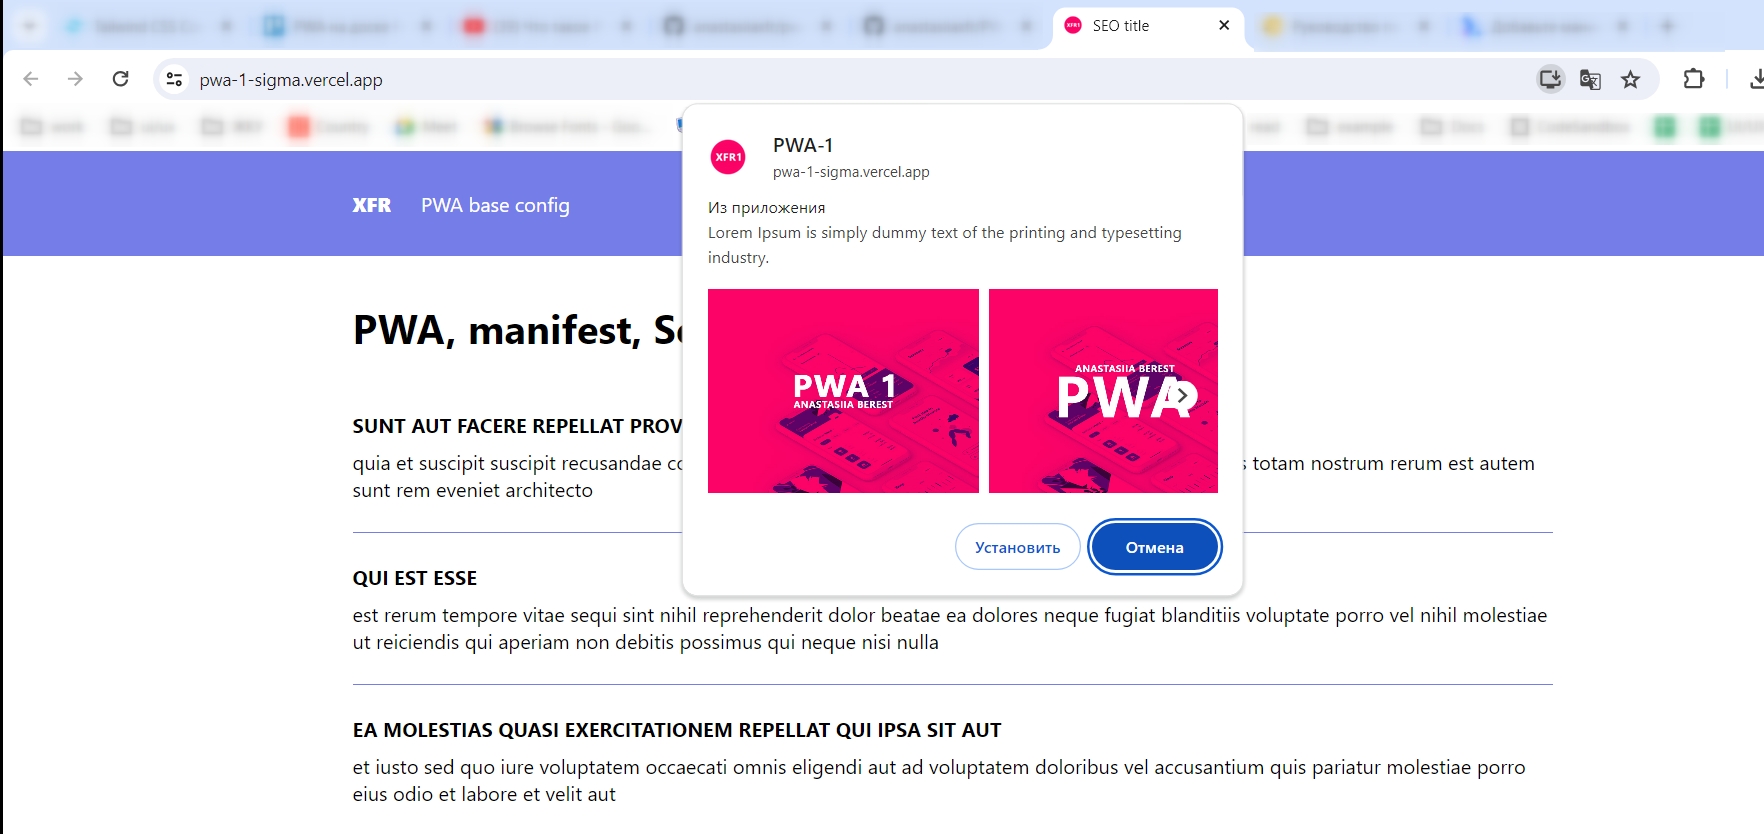 SEO title
pwa-1-sigma.vercel.app
XFR1
PWA-1
pwa-1-sigma.vercel.app
Из приложения
Lorem Ipsum is simply dummy text of the printing and typesetting
industry.
PWA 1
ANASTASIIA BEREST
ANASTASIIA BEREST
PWA
Установить
Отмена
XFR PWA base config
PWA, manifest,
SUNT AUT FACERE REPELLAT
quia et suscipit suscipit recusandae totam nostrum rerum est autem
sunt rem eveniet architecto
QUI EST ESSE
est rerum tempore vitae sequi sint nihil reprehenderit dolor beatae ea dolores neque fugiat blanditiis voluptate porro vel nihil molestiae
ut reiciendis qui aperiam non debitis possimus qui neque nisi nulla
EA MOLESTIAS QUASI EXERCITATIONEM REPELLAT QUI IPSA SIT AUT
et iusto sed quo iure voluptatem occaecati omnis eligendi aut ad voluptatem doloribus vel accusantium quis pariatur molestiae porro
eius odio et labore et velit aut